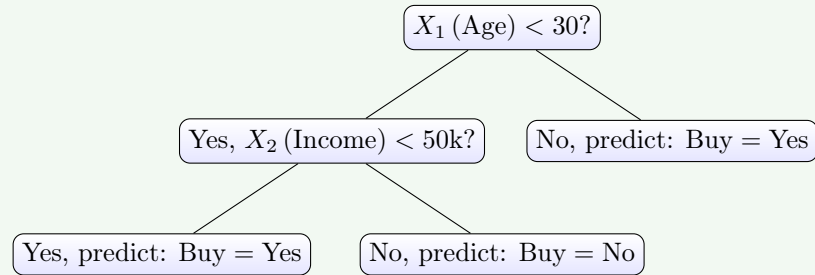 X₁ (Age) < 30?
Yes, X₂ (Income) < 50k?
No, predict: Buy = Yes
Yes, predict: Buy = Yes
No, predict: Buy = No